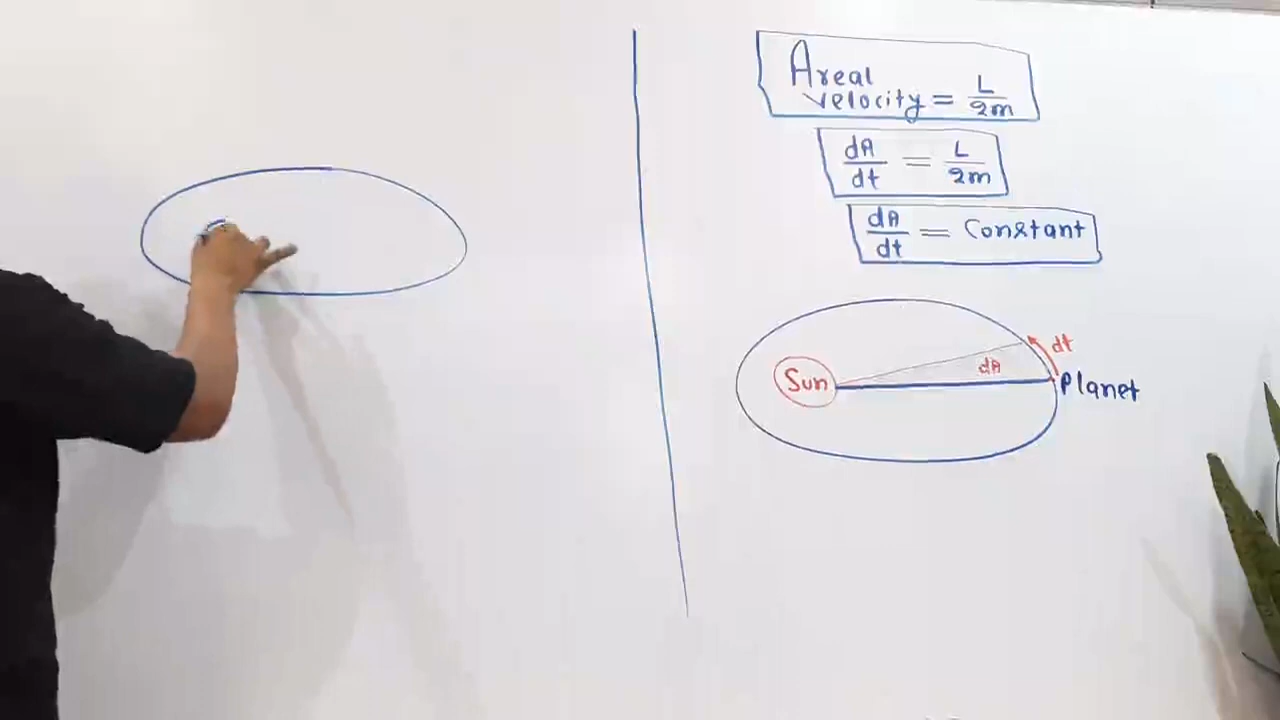 Areal
velocity = L/2m
dA/dt = L/2m
dA/dt = Constant
dt
dA
Sun
Planet